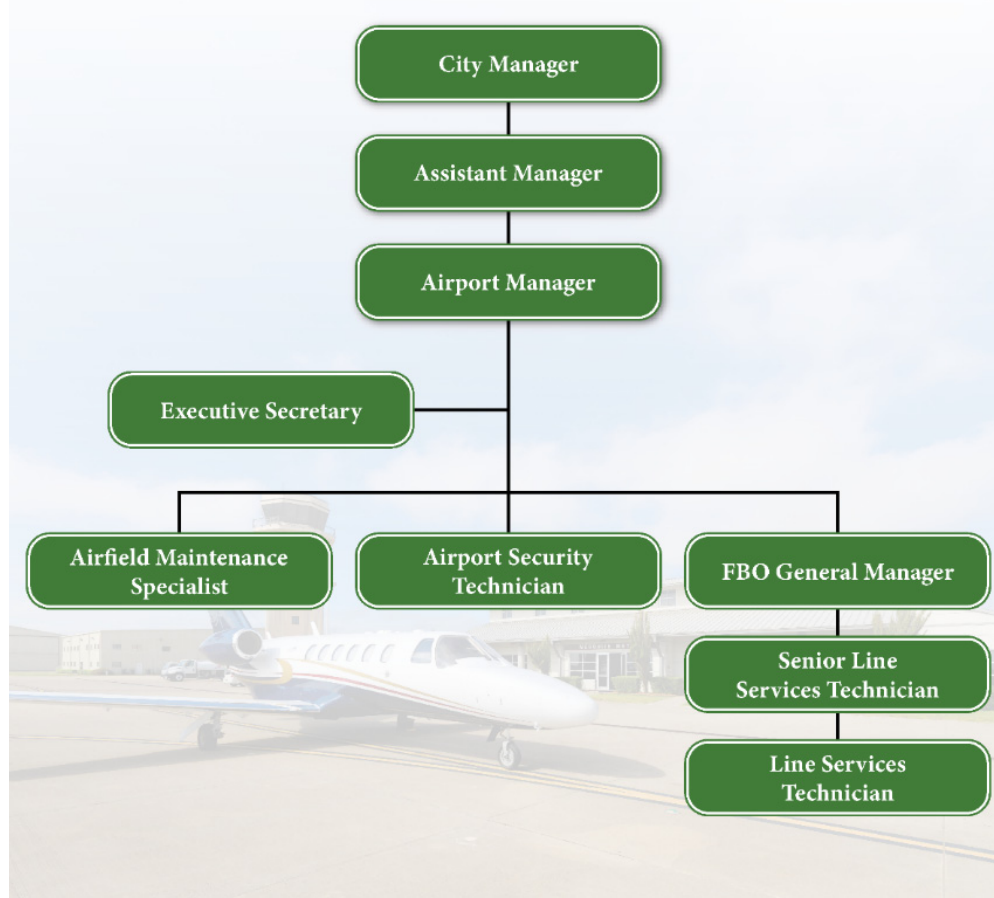 City Manager
Assistant Manager
Airport Manager
Executive Secretary
Airfield Maintenance
Specialist
Airport Security
Technician
FBO General Manager
Senior Line
Services Technician
Line Services
Technician